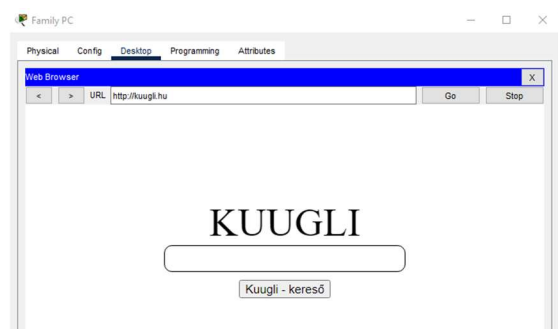 Family PC
Physical Config Desktop Programming Attributes
Web Browser X
< > URL http://kuugli.hu Go Stop
KUUGLI
Kuugli - kereső